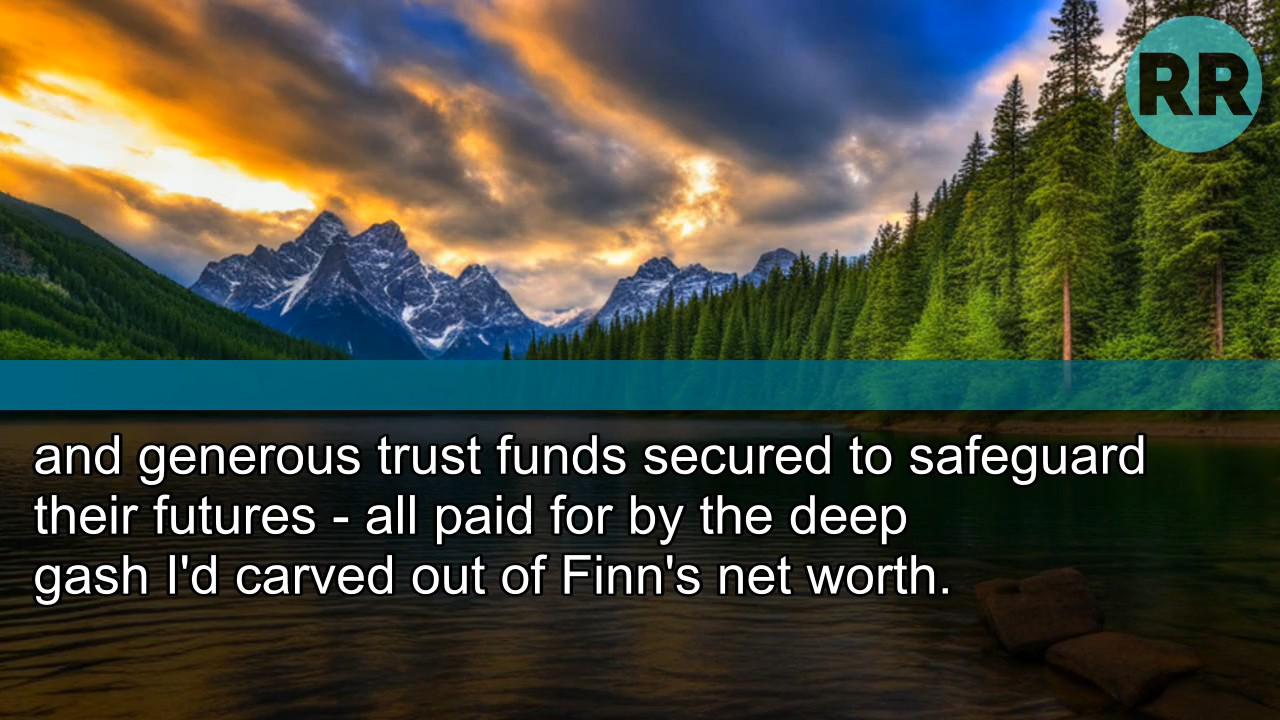 RR
and generous trust funds secured to safeguard
their futures - all paid for by the deep
gash I'd carved out of Finn's net worth.